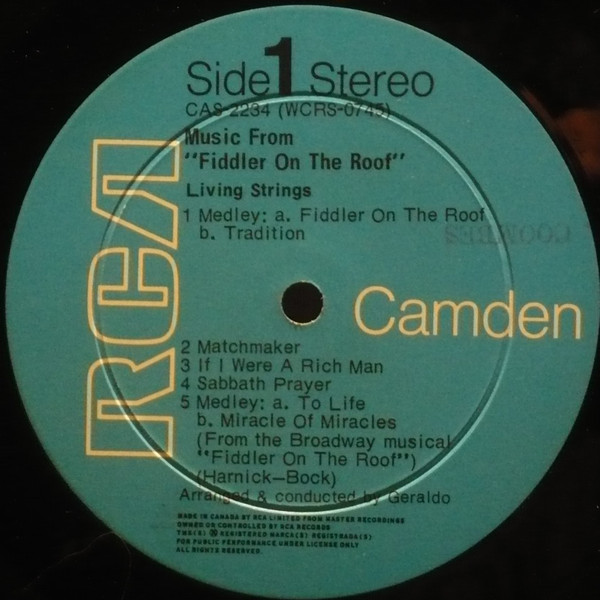 Side 1 Stereo
CAS-2234 (WCRS-0745)
Music From
"Fiddler On The Roof"
Living Strings
1 Medley: a. Fiddler On The Roof
b. Tradition
RCA
Camden
2 Matchmaker
3 If I Were A Rich Man
4 Sabbath Prayer
5 Medley: a. To Life
b. Miracle Of Miracles
(From the Broadway musical
"Fiddler On The Roof")
(Harnick—Bock)
Arranged & conducted by Geraldo
MADE IN CANADA BY RCA LIMITED FROM MASTER RECORDINGS
OWNED OR CONTROLLED BY RCA RECORDS
TMK(S) ® REGISTERED MARCA(S) REGISTRADA(S)
FOR PUBLIC PERFORMANCE UNDER LICENSE ONLY
ALL RIGHTS RESERVED.